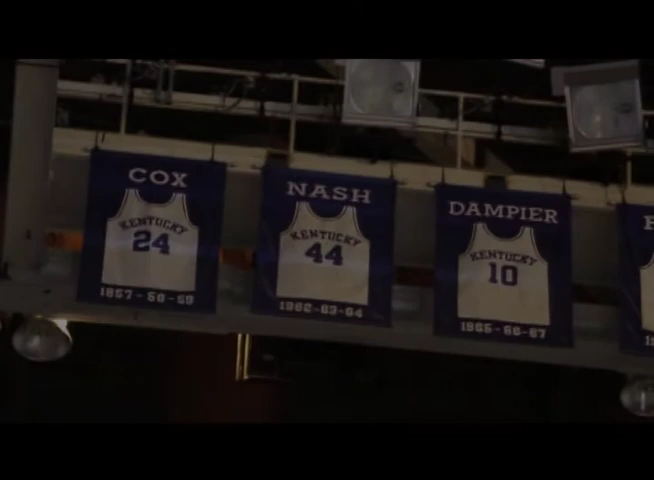 COX
KENTUCKY
24
1957-58-59
NASH
KENTUCKY
44
1962-63-64
DAMPIER
KENTUCKY
10
1965-66-67